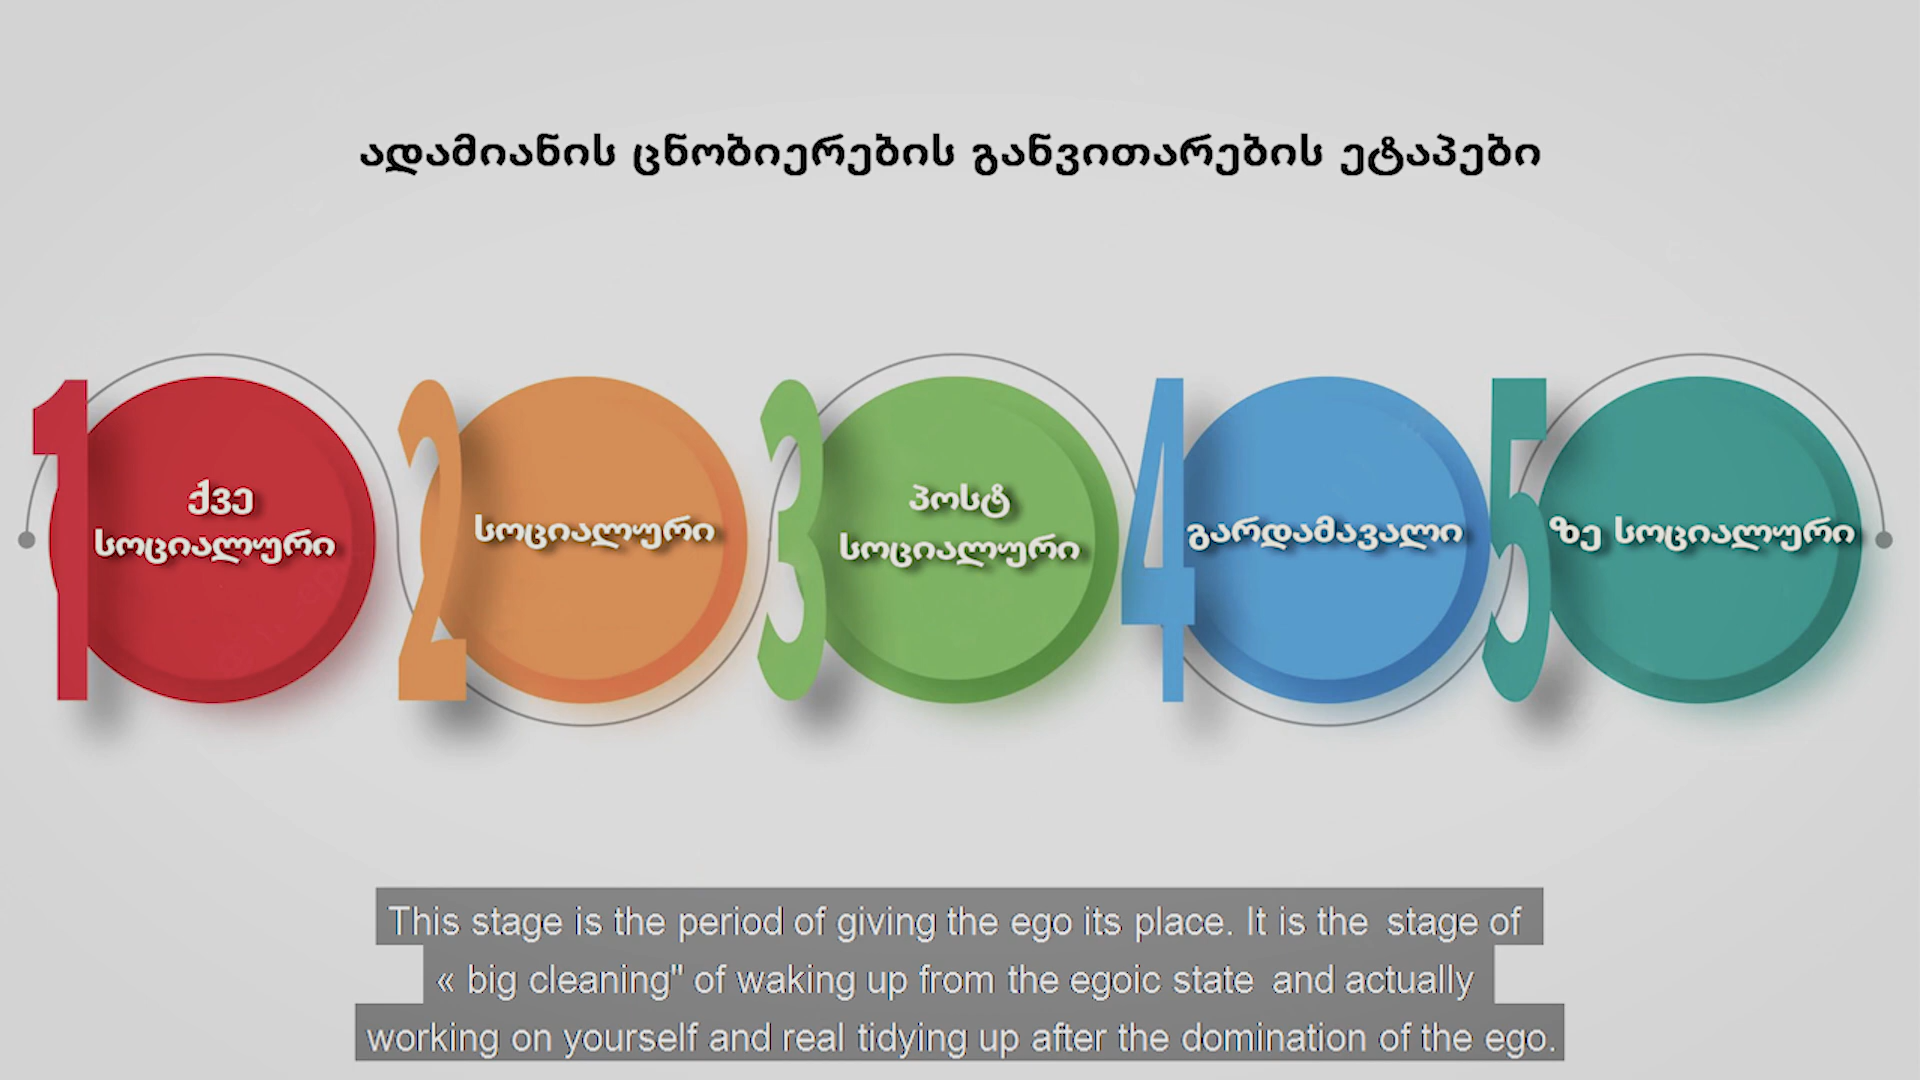 ადამიანის ცნობიერების განვითარების ეტაპები
1
ქვე
სოციალური
2
სოციალური
3
პოსტ
სოციალური
4
გარდამავალი
5
ზე სოციალური
This stage is the period of giving the ego its place. It is the stage of
« big cleaning" of waking up from the egoic state and actually
working on yourself and real tidying up after the domination of the ego.